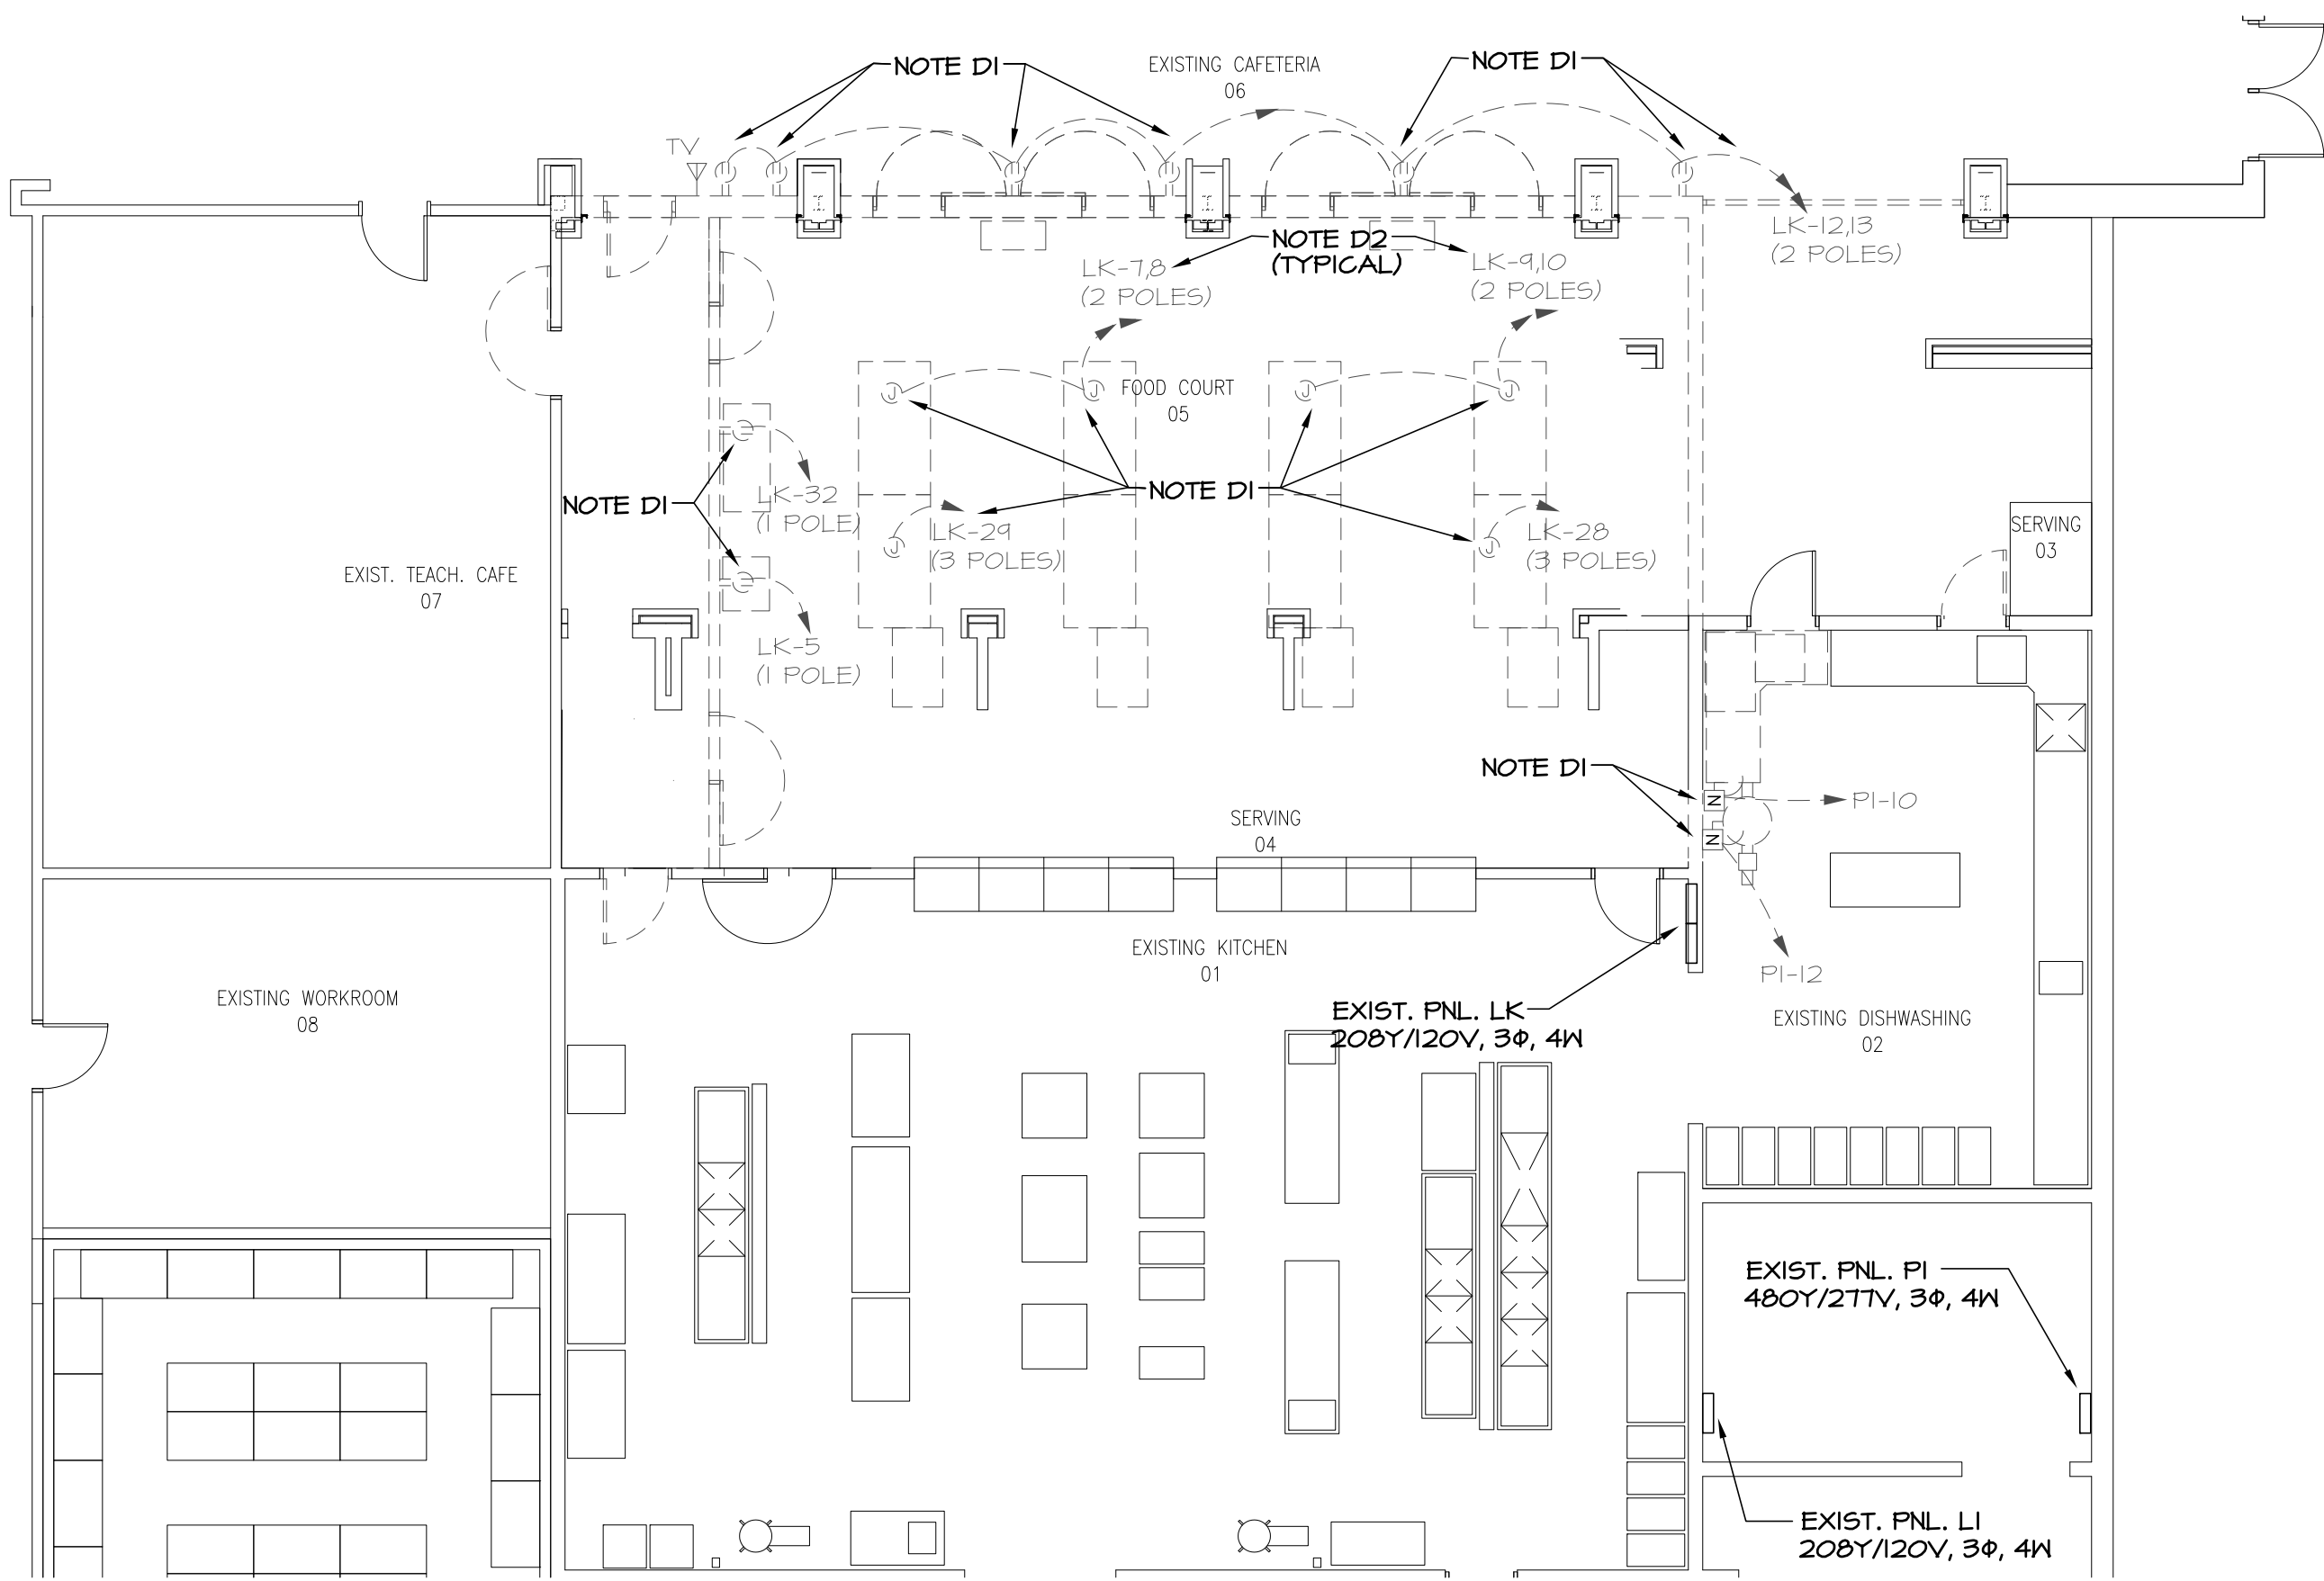 NOTE D1
EXISTING CAFETERIA
06
NOTE D1
TV
LK-12,13
(2 POLES)
NOTE D2
(TYPICAL)
LK-7,8
(2 POLES)
LK-9,10
(2 POLES)
J
J
FOOD COURT
05
J
J
NOTE D1
LK-32
(1 POLE)
NOTE D1
J
LK-29
(3 POLES)
J
LK-28
(3 POLES)
SERVING
03
EXIST. TEACH. CAFE
07
LK-5
(1 POLE)
NOTE D1
N
P1-10
SERVING
04
N
EXISTING KITCHEN
01
P1-12
EXISTING WORKROOM
08
EXIST. PNL. LK
208Y/120V, 3Φ, 4W
EXISTING DISHWASHING
02
EXIST. PNL. P1
480Y/277V, 3Φ, 4W
EXIST. PNL. L1
208Y/120V, 3Φ, 4W